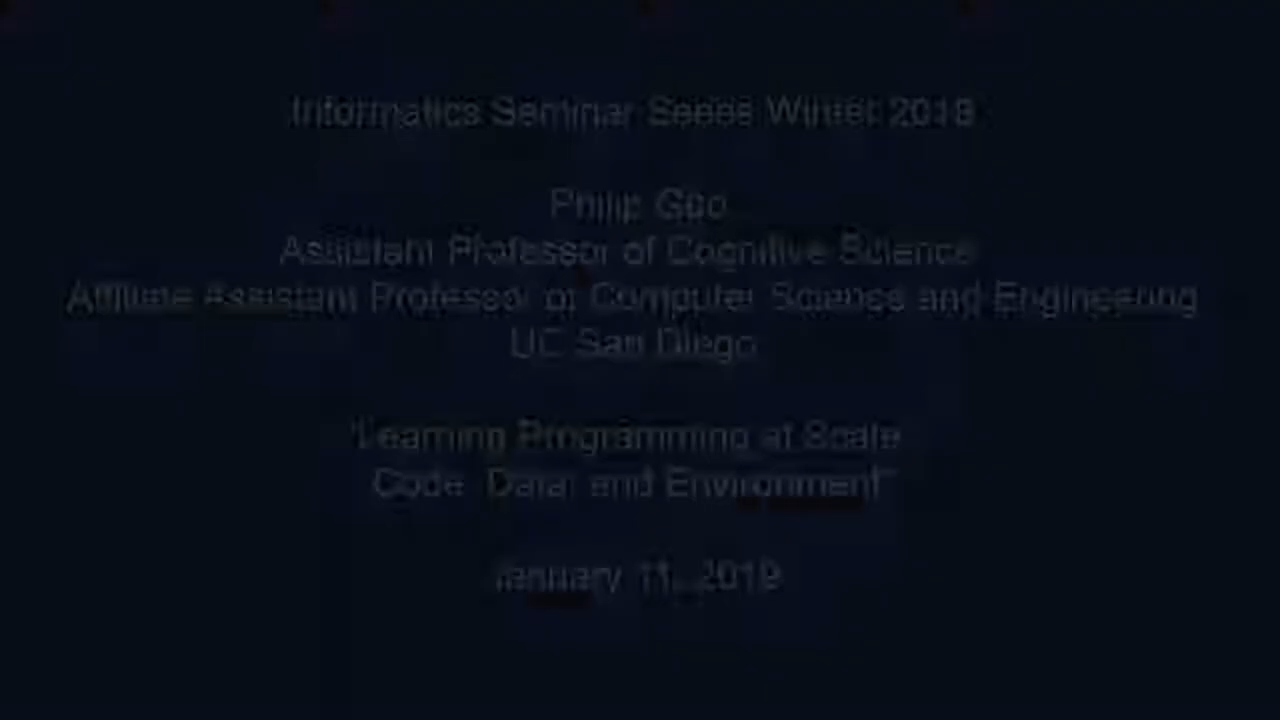 Informatics Seminar Series Winter 2019
Philip Guo
Assistant Professor of Cognitive Science
Affiliate Assistant Professor of Computer Science and Engineering
UC San Diego
"Learning Programming at Scale
Code, Data, and Environment"
January 11, 2019